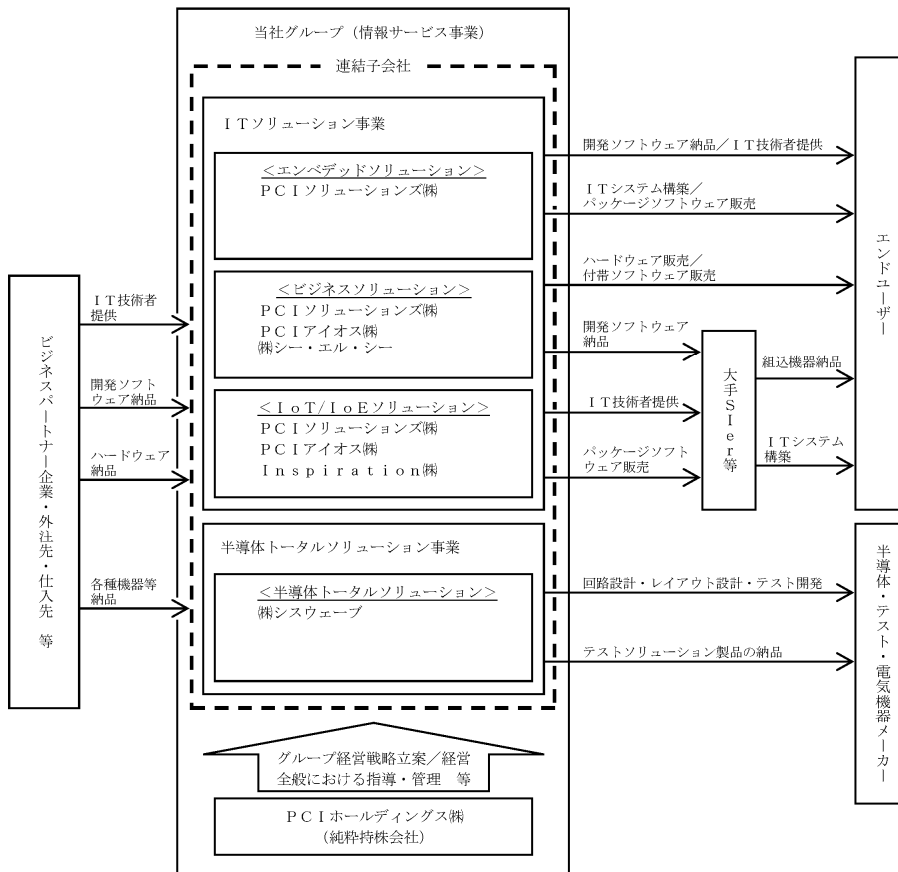 当社グループ（情報サービス事業）
連結子会社
ＩＴソリューション事業
＜エンベデッドソリューション＞
ＰＣＩソリューションズ㈱
＜ビジネスソリューション＞
ＰＣＩソリューションズ㈱
ＰＣＩアイオス㈱
㈱シー・エル・シー
＜ＩｏＴ/ＩｏＥソリューション＞
ＰＣＩソリューションズ㈱
ＰＣＩアイオス㈱
Ｉｎｓｐｉｒａｔｉｏｎ㈱
半導体トータルソリューション事業
＜半導体トータルソリューション＞
㈱シスウェーブ
グループ経営戦略立案／経営
全般における指導・管理　等
ＰＣＩホールディングス㈱
（純粋持株会社）
ビジネスパートナー企業・外注先・仕入先　等
ＩＴ技術者
提供
開発ソフト
ウェア納品
ハードウェア
納品
各種機器等
納品
開発ソフトウェア納品／ＩＴ技術者提供
ＩＴシステム構築／
パッケージソフトウェア販売
ハードウェア販売／
付帯ソフトウェア販売
開発ソフトウェア
納品
ＩＴ技術者提供
パッケージソフト
ウェア販売
大手ＳＩｅｒ等
組込機器納品
ＩＴシステム
構築
エンドユーザー
回路設計・レイアウト設計・テスト開発
テストソリューション製品の納品
半導体・テスト・電気機器メーカー